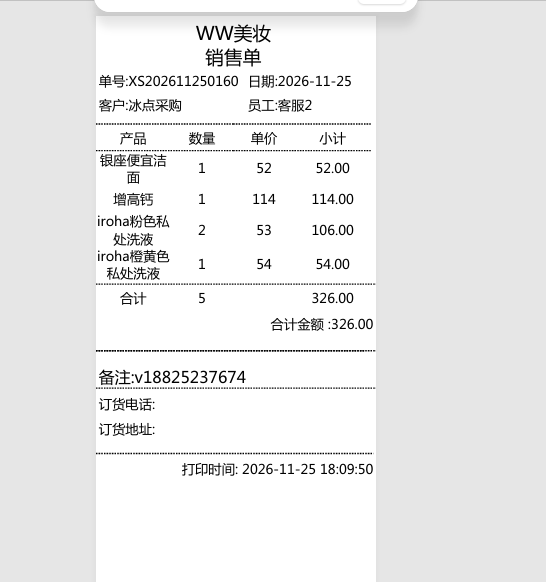 WW美妆
销售单
单号:XS202611250160 日期:2026-11-25
客户:冰点采购 员工:客服2
产品 数量 单价 小计
银座便宜洁
面 1 52 52.00
增高钙 1 114 114.00
iroha粉色私
处洗液 2 53 106.00
iroha橙黄色
私处洗液 1 54 54.00
合计 5 326.00
合计金额 :326.00
备注:v18825237674
订货电话:
订货地址:
打印时间: 2026-11-25 18:09:50